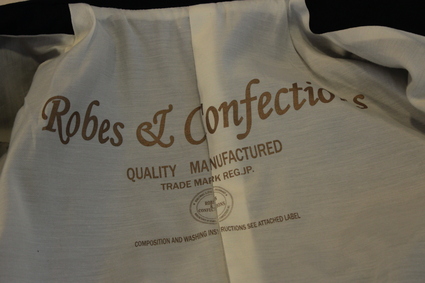 Robes & Confections
QUALITY MANUFACTURED
TRADE MARK REG.JP.
COMPOSITION AND WASHING INSTRUCTIONS SEE ATTACHED LABEL